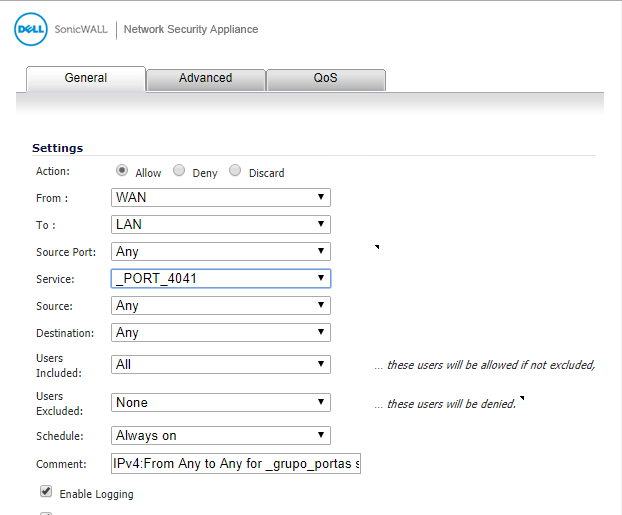 DELL SonicWALL | Network Security Appliance
General Advanced QoS
Settings
Action: Allow Deny Discard
From : WAN
To : LAN
Source Port: Any
Service: _PORT_4041
Source: Any
Destination: Any
Users Included: All ... these users will be allowed if not excluded,
Users Excluded: None ... these users will be denied.
Schedule: Always on
Comment: IPv4:From Any to Any for _grupo_portas s
Enable Logging